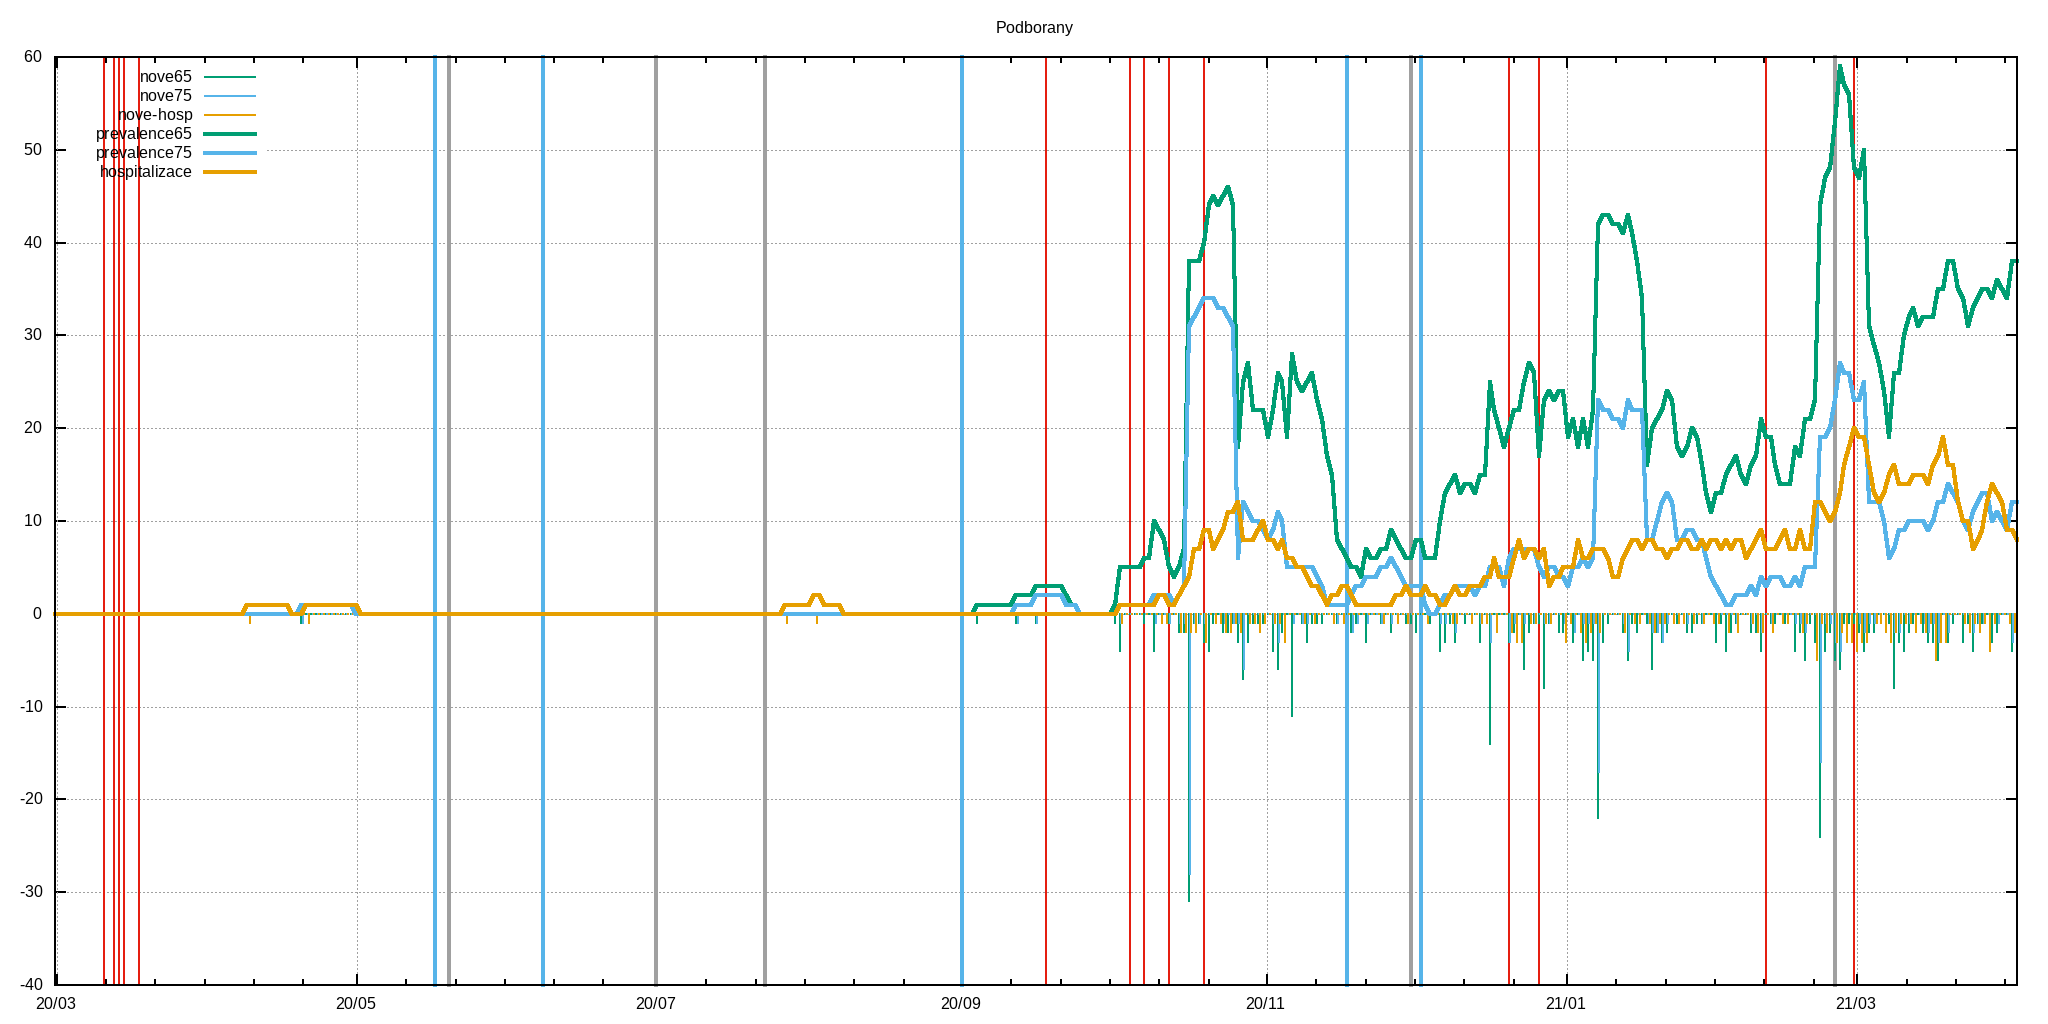 Podborany
60
nove65
nove75
nove-hosp
prevalence65
50
prevalence75
hospitalizace
40
30
20
10
0
-10
-20
-30
-40
20/03 20/05 20/07 20/09 20/11 21/01 21/03